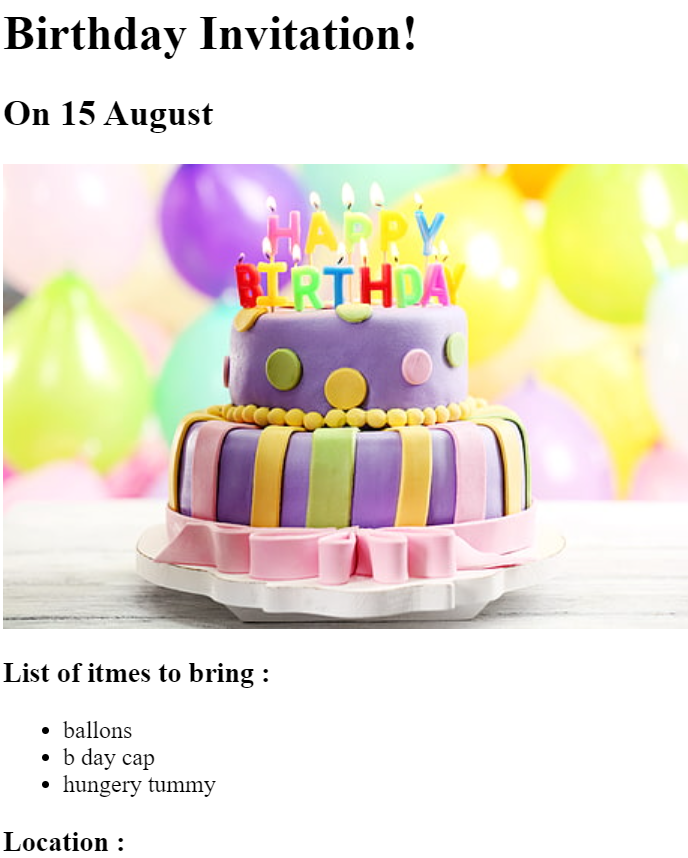 Birthday Invitation!
On 15 August
HAPPY
BIRTHDAY
List of itmes to bring :
ballons
b day cap
hungery tummy
Location :